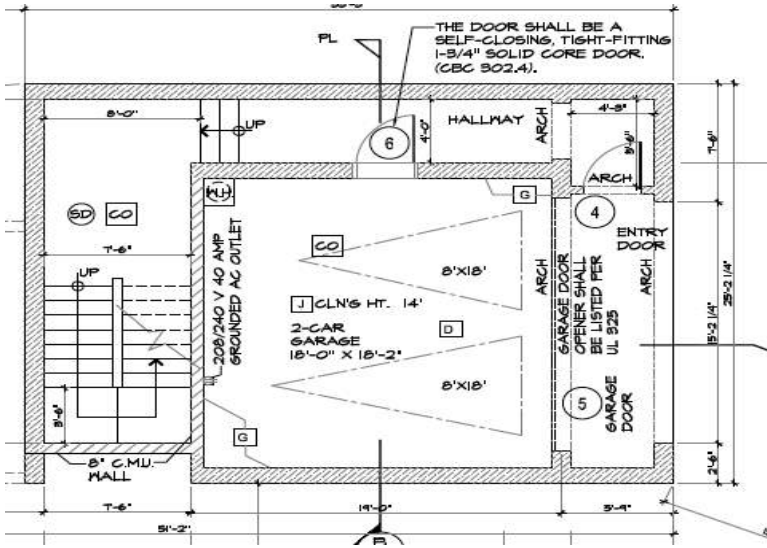 PL
THE DOOR SHALL BE A
SELF-CLOSING, TIGHT-FITTING
1-3/4" SOLID CORE DOOR.
(CBC 302.4).
8'-0"
UP
6
4'-0"
HALLWAY
ARCH
4'-3"
3'-6"
7'-6"
WH
G
ARCH
4
ENTRY
DOOR
SD
CO
7'-6"
UP
208/240 V 40 AMP
GROUNDED AC OUTLET
CO
8'X18'
ARCH
GARAGE DOOR
OPENER SHALL
BE LISTED PER
UL 325
ARCH
15'-2 1/4"
25'-2 1/4"
J CLN'G HT. 14'
2-CAR
GARAGE
18'-0" X 18'-2"
D
8'X18'
5
GARAGE
DOOR
3'-6"
G
8" C.M.U.
WALL
2'-6"
7'-6"
19'-0"
3'-9"
51'-2"